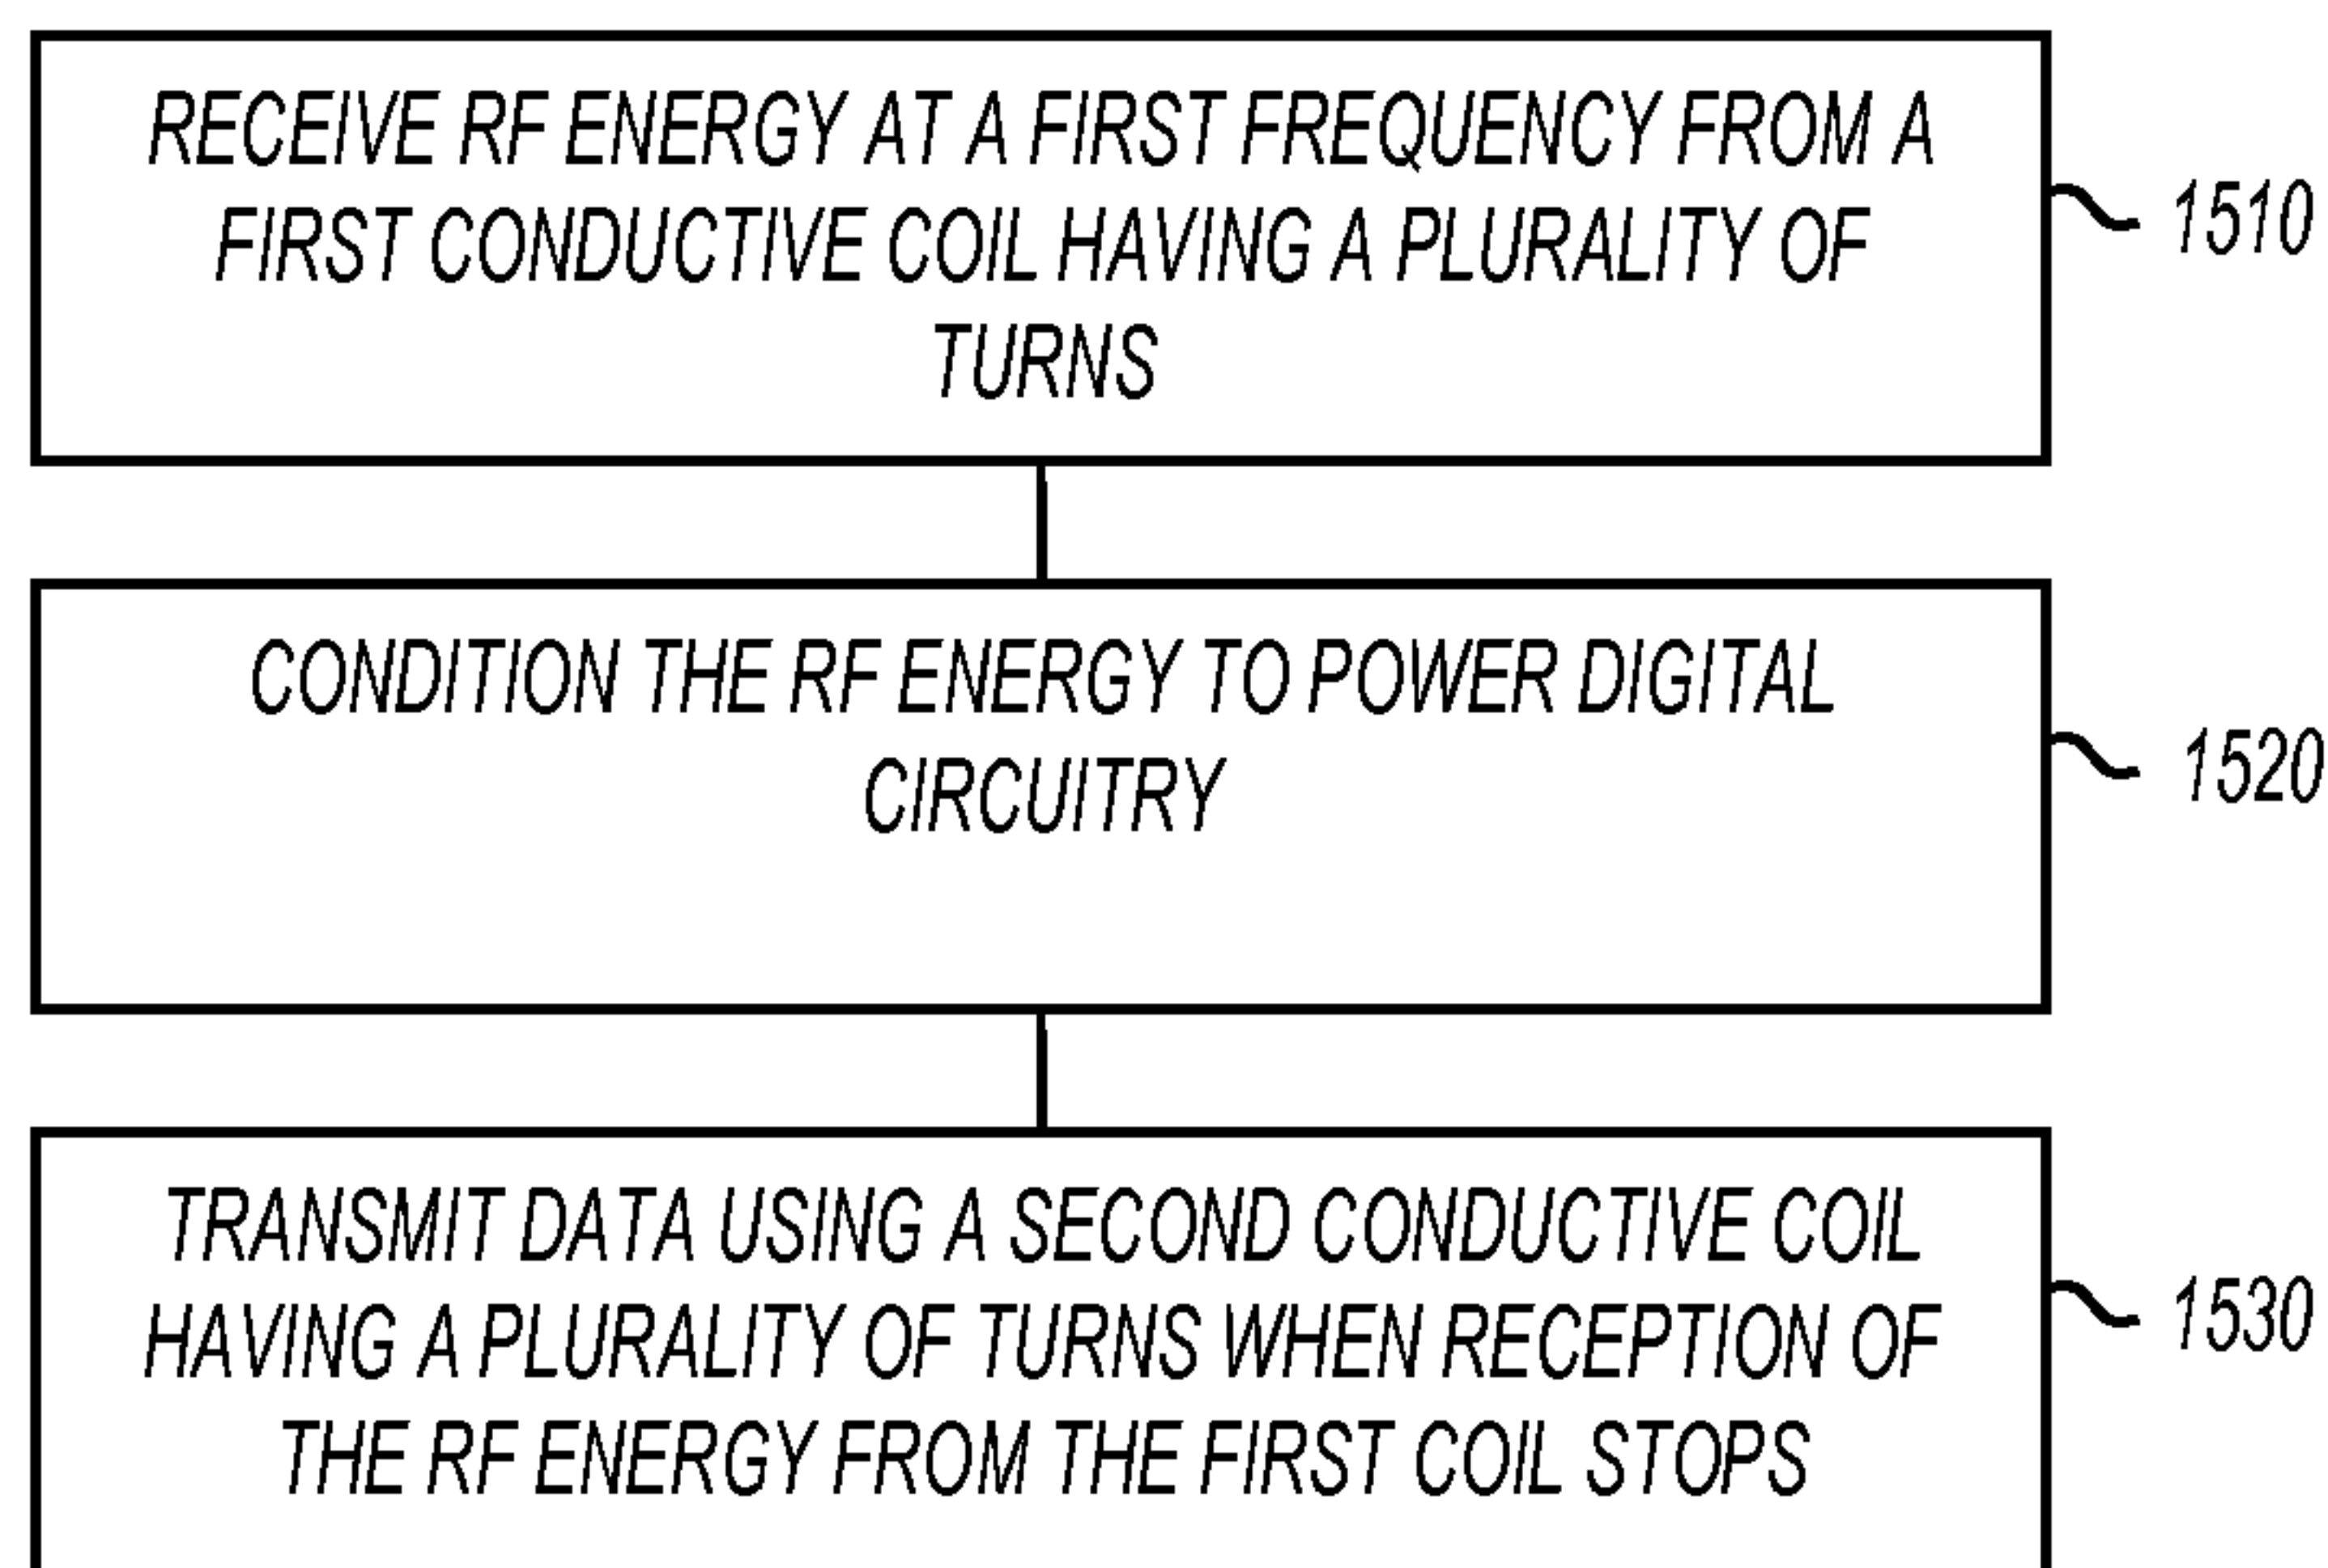 RECEIVE RF ENERGY AT A FIRST FREQUENCY FROM A
FIRST CONDUCTIVE COIL HAVING A PLURALITY OF
TURNS
1510
CONDITION THE RF ENERGY TO POWER DIGITAL
CIRCUITRY
1520
TRANSMIT DATA USING A SECOND CONDUCTIVE COIL
HAVING A PLURALITY OF TURNS WHEN RECEPTION OF
THE RF ENERGY FROM THE FIRST COIL STOPS
1530